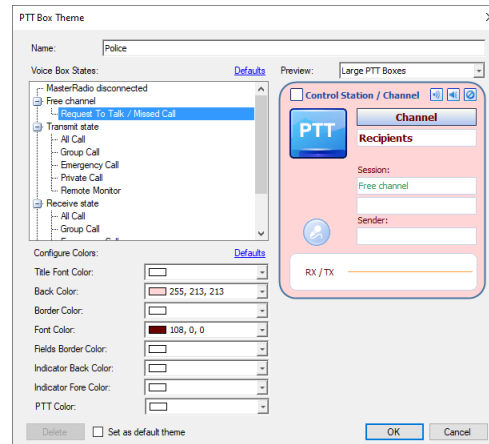 PTT Box Theme
Name: Police
Voice Box States: Defaults
MasterRadio disconnected
Free channel
Request To Talk / Missed Call
Transmit state
All Call
Group Call
Emergency Call
Private Call
Remote Monitor
Receive state
All Call
Group Call
Configure Colors: Defaults
Title Font Color:
Back Color: 255, 213, 213
Border Color:
Font Color: 108, 0, 0
Fields Border Color:
Indicator Back Color:
Indicator Fore Color:
PTT Color:
Preview: Large PTT Boxes
Control Station / Channel
PTT
Channel
Recipients
Session:
Free channel
Sender:
RX / TX
Delete
Set as default theme
OK
Cancel